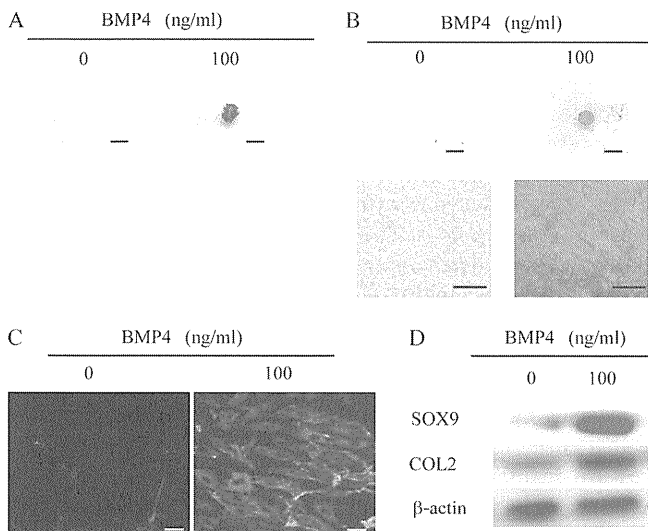 A
BMP4 (ng/ml)
0 100
B
BMP4 (ng/ml)
0 100
C
BMP4 (ng/ml)
0 100
D
BMP4 (ng/ml)
0 100
SOX9
COL2
β-actin